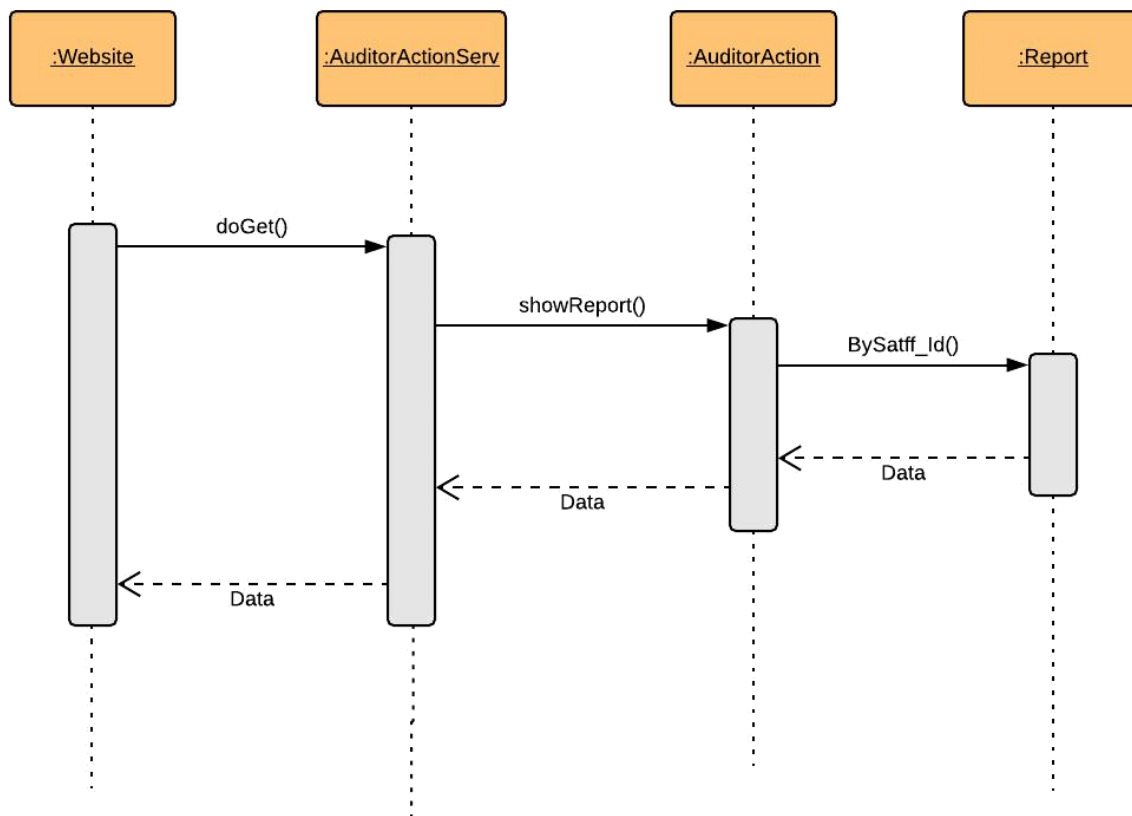 :Website
:AuditorActionServ
:AuditorAction
:Report
doGet()
showReport()
BySatff_Id()
Data
Data
Data